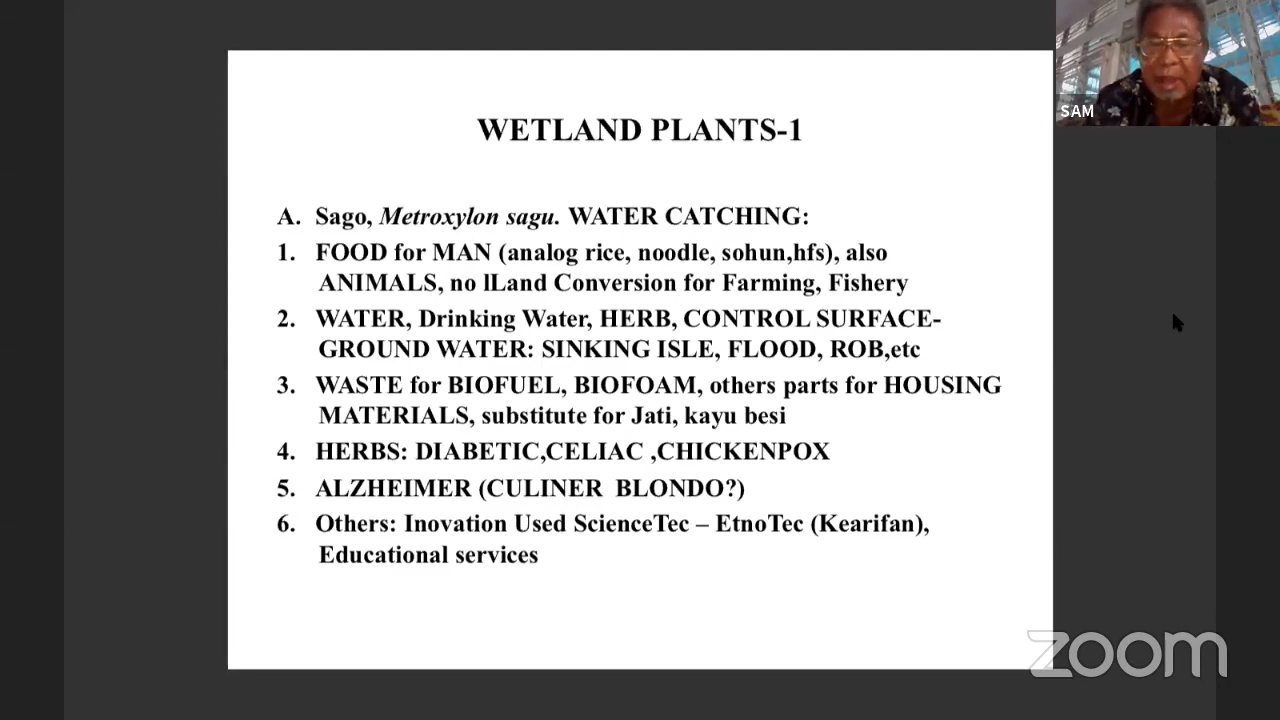 SAM
WETLAND PLANTS-1
A. Sago, Metroxylon sagu. WATER CATCHING:
1. FOOD for MAN (analog rice, noodle, sohun,hfs), also
ANIMALS, no lLand Conversion for Farming, Fishery
2. WATER, Drinking Water, HERB, CONTROL SURFACE-
GROUND WATER: SINKING ISLE, FLOOD, ROB,etc
3. WASTE for BIOFUEL, BIOFOAM, others parts for HOUSING
MATERIALS, substitute for Jati, kayu besi
4. HERBS: DIABETIC,CELIAC ,CHICKENPOX
5. ALZHEIMER (CULINER BLONDO?)
6. Others: Inovation Used ScienceTec – EtnoTec (Kearifan),
Educational services
zoom